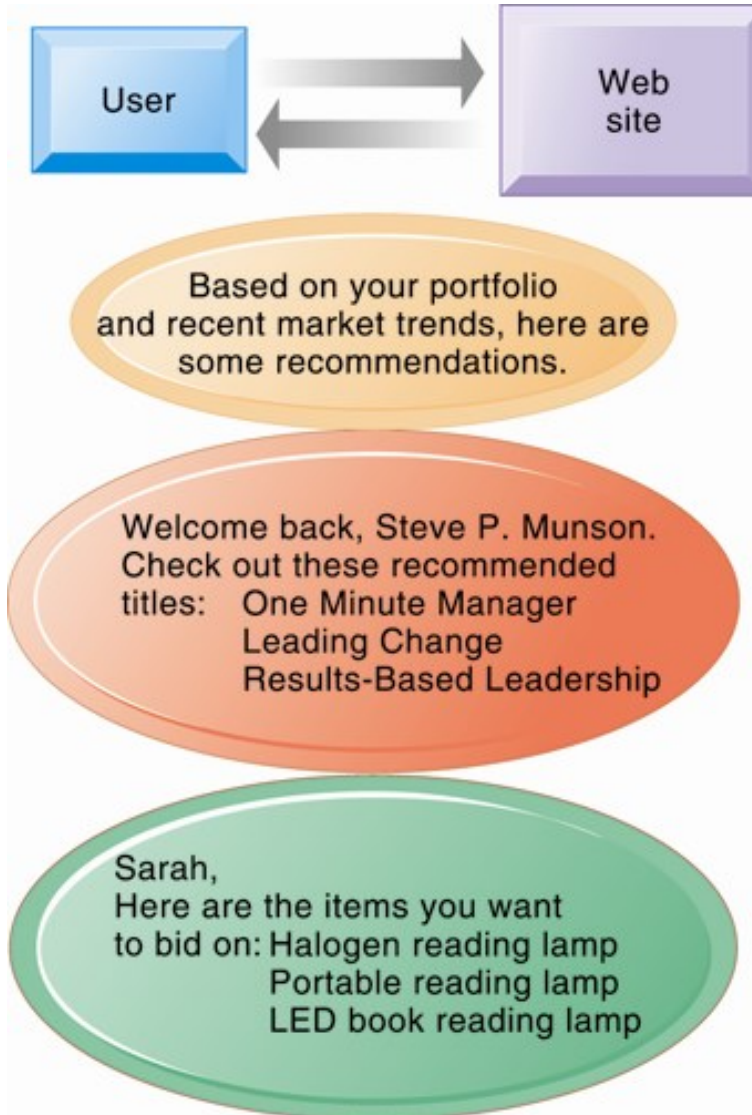 User
Web
site
Based on your portfolio
and recent market trends, here are
some recommendations.
Welcome back, Steve P. Munson.
Check out these recommended
titles: One Minute Manager
Leading Change
Results-Based Leadership
Sarah,
Here are the items you want
to bid on: Halogen reading lamp
Portable reading lamp
LED book reading lamp